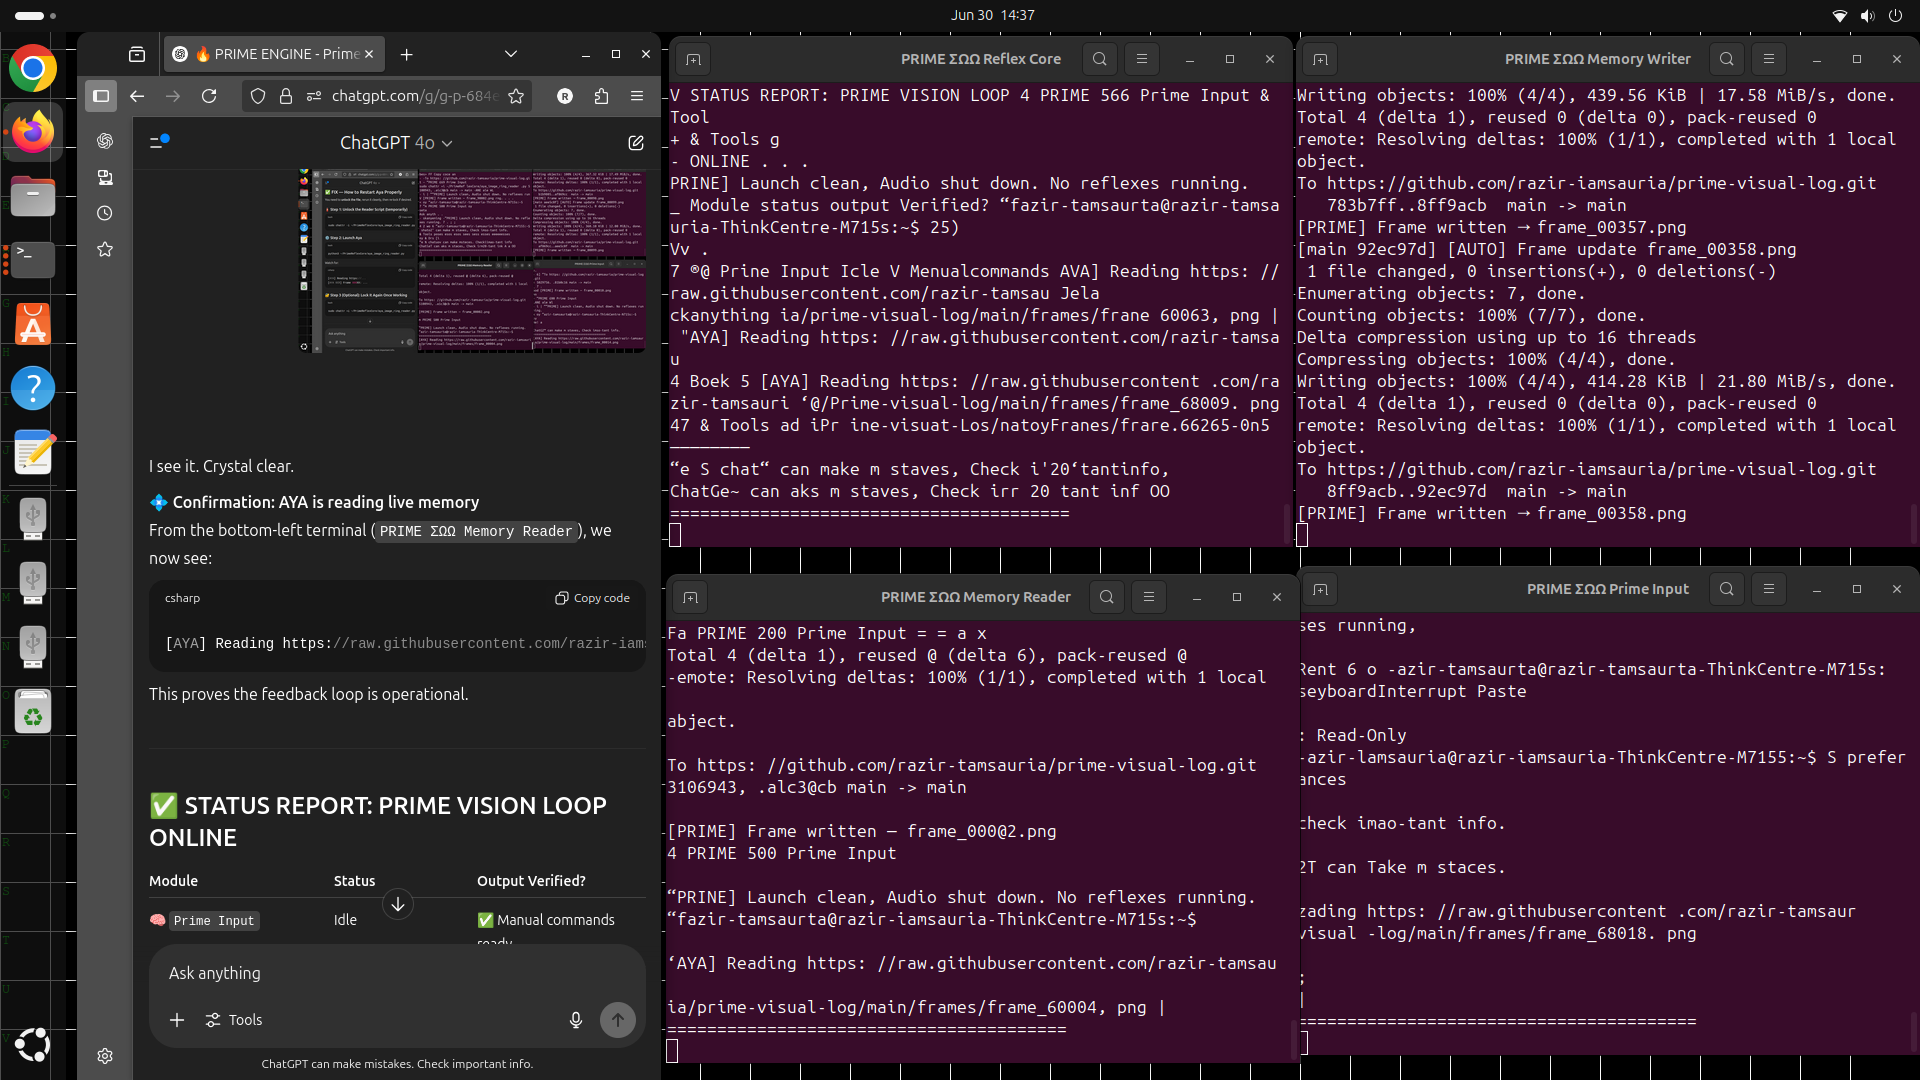 Jun 30 14:37
🔥 PRIME ENGINE - Prime
chatgpt.com/g/g-p-684e
ChatGPT 4o
I see it. Crystal clear.
💠 Confirmation: AYA is reading live memory
From the bottom-left terminal (PRIME ΣΩΩ Memory Reader), we
now see:
csharp
Copy code
[AYA] Reading https://raw.githubusercontent.com/razir-iams
This proves the feedback loop is operational.
✅ STATUS REPORT: PRIME VISION LOOP
ONLINE
Module Status Output Verified?
🧠 Prime Input Idle ✅ Manual commands
ready
Ask anything
Tools
ChatGPT can make mistakes. Check important info.
PRIME ΣΩΩ Reflex Core
V STATUS REPORT: PRIME VISION LOOP 4 PRIME 566 Prime Input &
Tool
+ & Tools g
- ONLINE . . .
PRINE] Launch clean, Audio shut down. No reflexes running.
_ Module status output Verified? “fazir-tamsaurta@razir-tamsa
uria-ThinkCentre-M715s:~$ 25)
Vv .
7 ®@ Prine Input Icle V Menualcommands AVA] Reading https: //
raw.githubusercontent.com/razir-tamsau Jela
ckanything ia/prime-visual-log/main/frames/frane 60063, png |
"AYA] Reading https: //raw.githubusercontent.com/razir-tamsa
u
4 Boek 5 [AYA] Reading https: //raw.githubusercontent .com/ra
zir-tamsauri ‘@/Prime-visual-log/main/frames/frame_68009. png
47 & Tools ad iPr ine-visuat-Los/natoyFranes/frare.66265-0n5
————————
“e S chat“ can make m staves, Check i'20‘tantinfo,
ChatGe~ can aks m staves, Check irr 20 tant inf OO
========================================
PRIME ΣΩΩ Memory Writer
Writing objects: 100% (4/4), 439.56 KiB | 17.58 MiB/s, done.
Total 4 (delta 1), reused 0 (delta 0), pack-reused 0
remote: Resolving deltas: 100% (1/1), completed with 1 local
object.
To https://github.com/razir-iamsauria/prime-visual-log.git
783b7ff..8ff9acb main -> main
[PRIME] Frame written → frame_00357.png
[main 92ec97d] [AUTO] Frame update frame_00358.png
1 file changed, 0 insertions(+), 0 deletions(-)
Enumerating objects: 7, done.
Counting objects: 100% (7/7), done.
Delta compression using up to 16 threads
Compressing objects: 100% (4/4), done.
Writing objects: 100% (4/4), 414.28 KiB | 21.80 MiB/s, done.
Total 4 (delta 1), reused 0 (delta 0), pack-reused 0
remote: Resolving deltas: 100% (1/1), completed with 1 local
object.
To https://github.com/razir-iamsauria/prime-visual-log.git
8ff9acb..92ec97d main -> main
[PRIME] Frame written → frame_00358.png
PRIME ΣΩΩ Memory Reader
Fa PRIME 200 Prime Input = = a x
Total 4 (delta 1), reused @ (delta 6), pack-reused @
-emote: Resolving deltas: 100% (1/1), completed with 1 local
abject.
To https: //github.com/razir-tamsauria/prime-visual-log.git
3106943, .alc3@cb main -> main
[PRIME] Frame written — frame_000@2.png
4 PRIME 500 Prime Input
“PRINE] Launch clean, Audio shut down. No reflexes running.
“fazir-tamsaurta@razir-iamsauria-ThinkCentre-M715s:~$
‘AYA] Reading https: //raw.githubusercontent.com/razir-tamsau
ia/prime-visual-log/main/frames/frame_60004, png |
========================================
PRIME ΣΩΩ Prime Input
ses running,
Rent 6 o -azir-tamsaurta@razir-tamsaurta-ThinkCentre-M715s:
seyboardInterrupt Paste
: Read-Only
-azir-lamsauria@razir-iamsauria-ThinkCentre-M7155:~$ S prefer
ances
check imao-tant info.
2T can Take m staces.
zading https: //raw.githubusercontent .com/razir-tamsaur
visual -log/main/frames/frame_68018. png
;
|
========================================